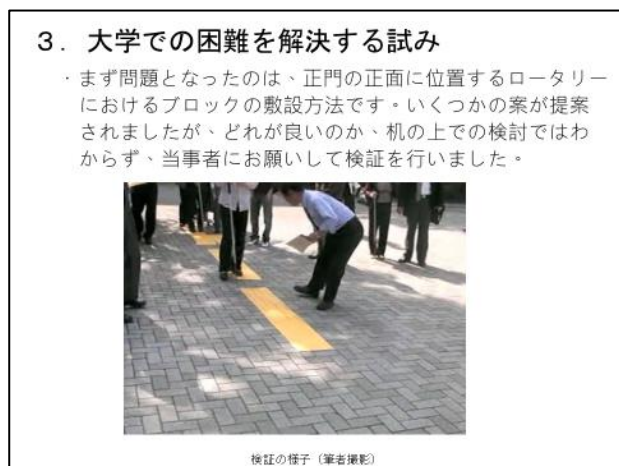 ３．大学での困難を解決する試み
・まず問題となったのは、正門の正面に位置するロータリー
におけるブロックの敷設方法です。いくつかの案が提案
されましたが、どれが良いのか、机の上での検討ではわ
からず、当事者にお願いして検証を行いました。
検証の様子（筆者撮影）